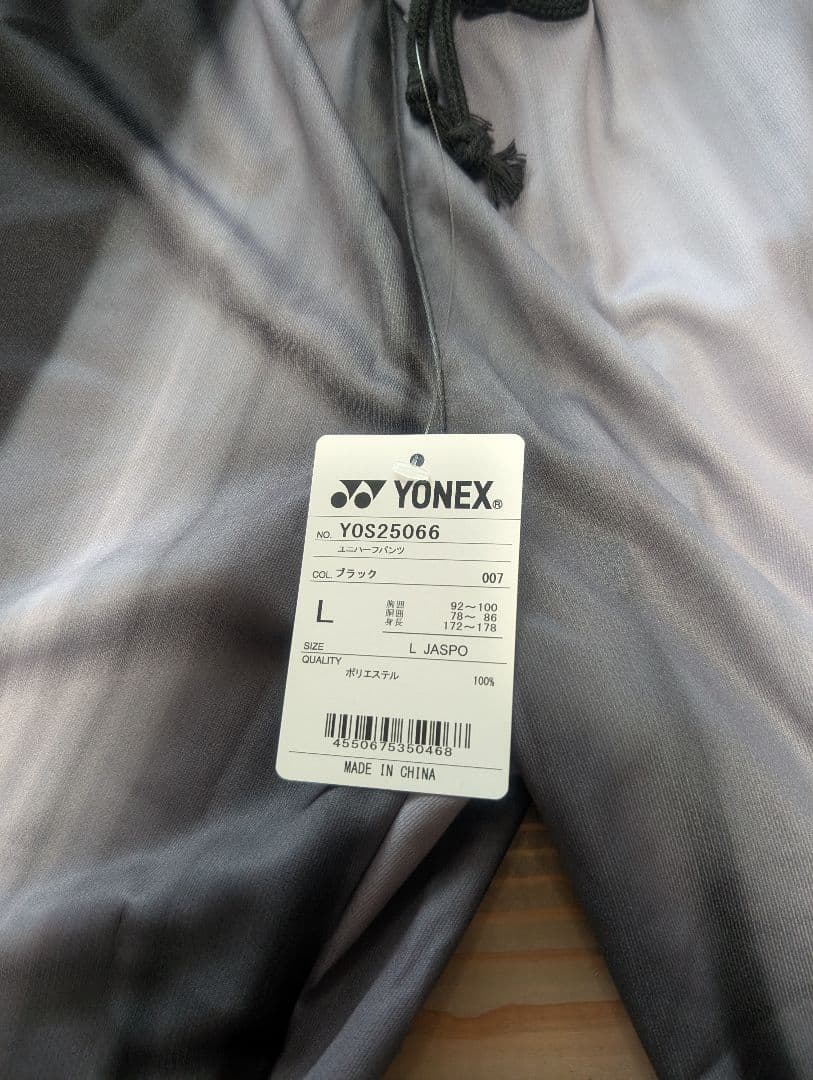 YONEX®
NO. YOS25066
ユニハーフパンツ
COL. ブラック 007
L 胸囲 92～100
胴囲 78～ 86
身長 172～178
SIZE L JASPO
QUALITY
ポリエステル 100%
4550675350468
MADE IN CHINA